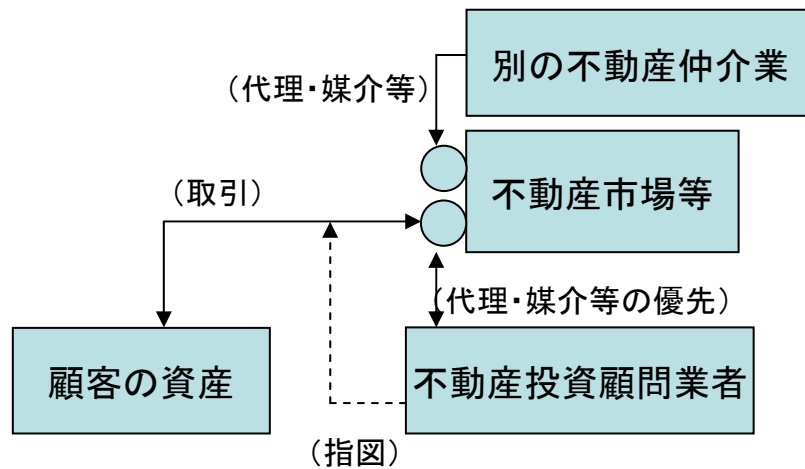 別の不動産仲介業
（代理・媒介等）
不動産市場等
（取引）
（代理・媒介等の優先）
顧客の資産
不動産投資顧問業者
（指図）